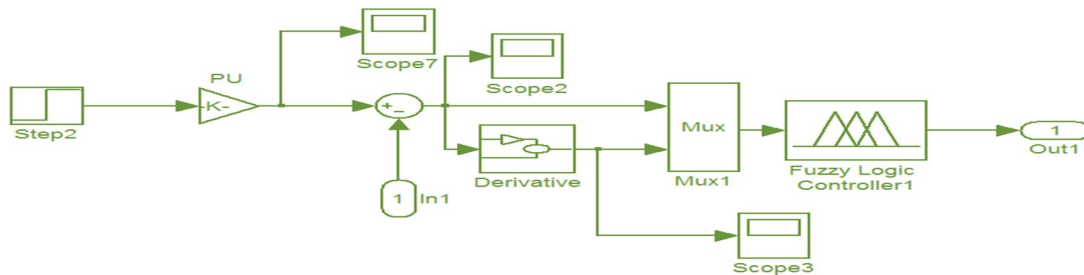 PU
Scope7
Scope2
-K-
Step2
Mux
Derivative
Mux1
Fuzzy Logic
Controller1
1
Out1
1
In1
Scope3